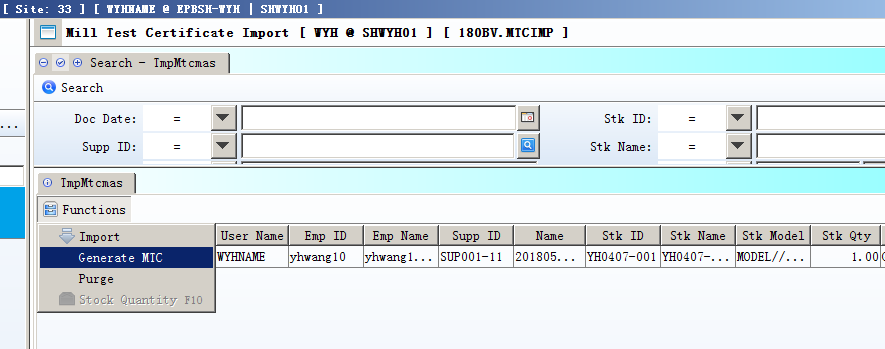 [ Site: 33 ] [ WYHNAME @ EPBSH-WYH | SHWYH01 ]
Mill Test Certificate Import [ WYH @ SHWYH01 ] [ 180BV.MTCIMP ]
Search - ImpMtcmas
Search
...
Doc Date: = Stk ID: =
Supp ID: = Stk Name: =
ImpMtcmas
Functions
Import
Generate MTC
Purge
Stock Quantity F10
User Name Emp ID Emp Name Supp ID Name Stk ID Stk Name Stk Model Stk Qty
WYHNAME yhwang10 yhwang1... SUP001-11 201805... YH0407-001 YH0407-... MODEL//... 1.00